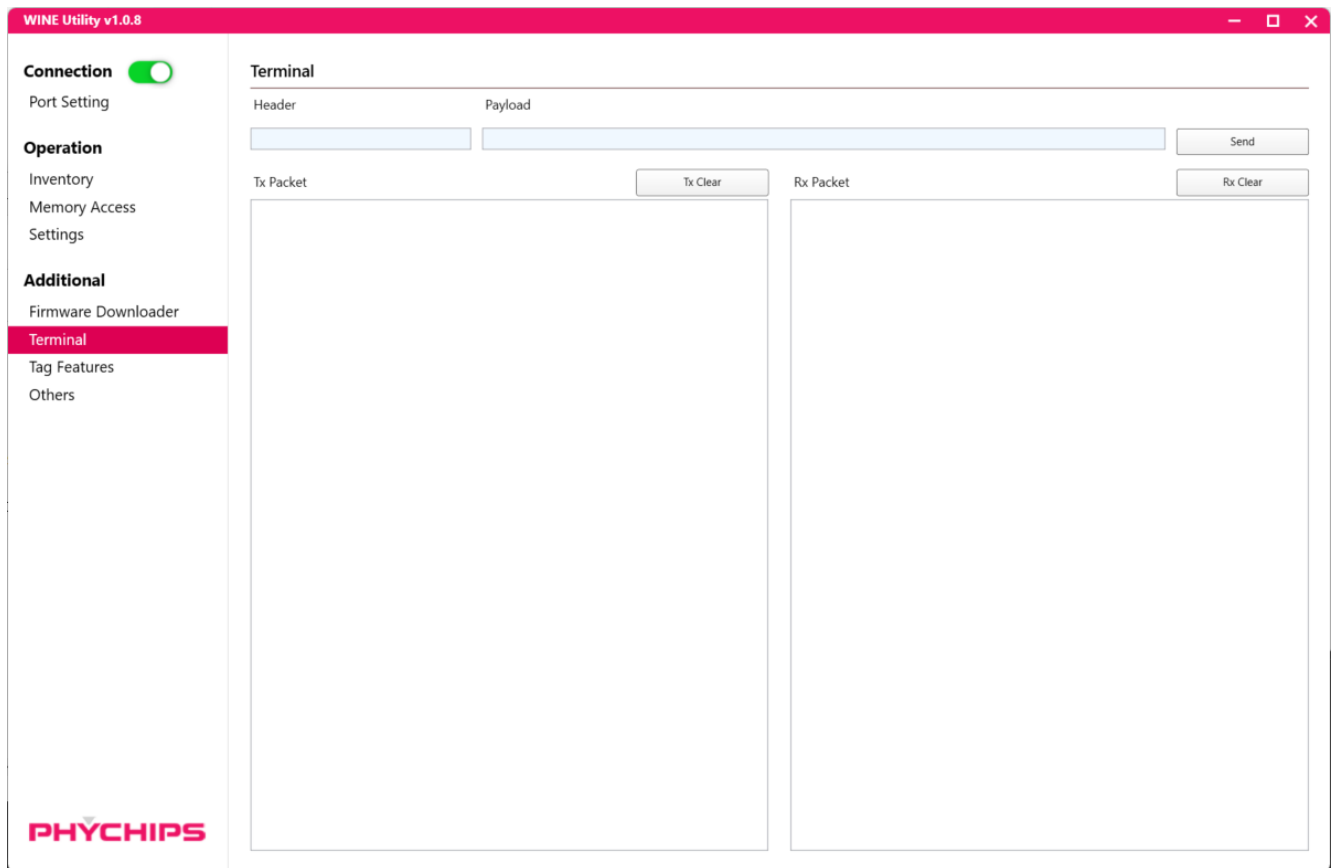 WINE Utility v1.0.8
Connection
Port Setting
Operation
Inventory
Memory Access
Settings
Additional
Firmware Downloader
Terminal
Tag Features
Others
PHYCHIPS
Terminal
Header Payload
Send
Tx Packet Tx Clear Rx Packet Rx Clear